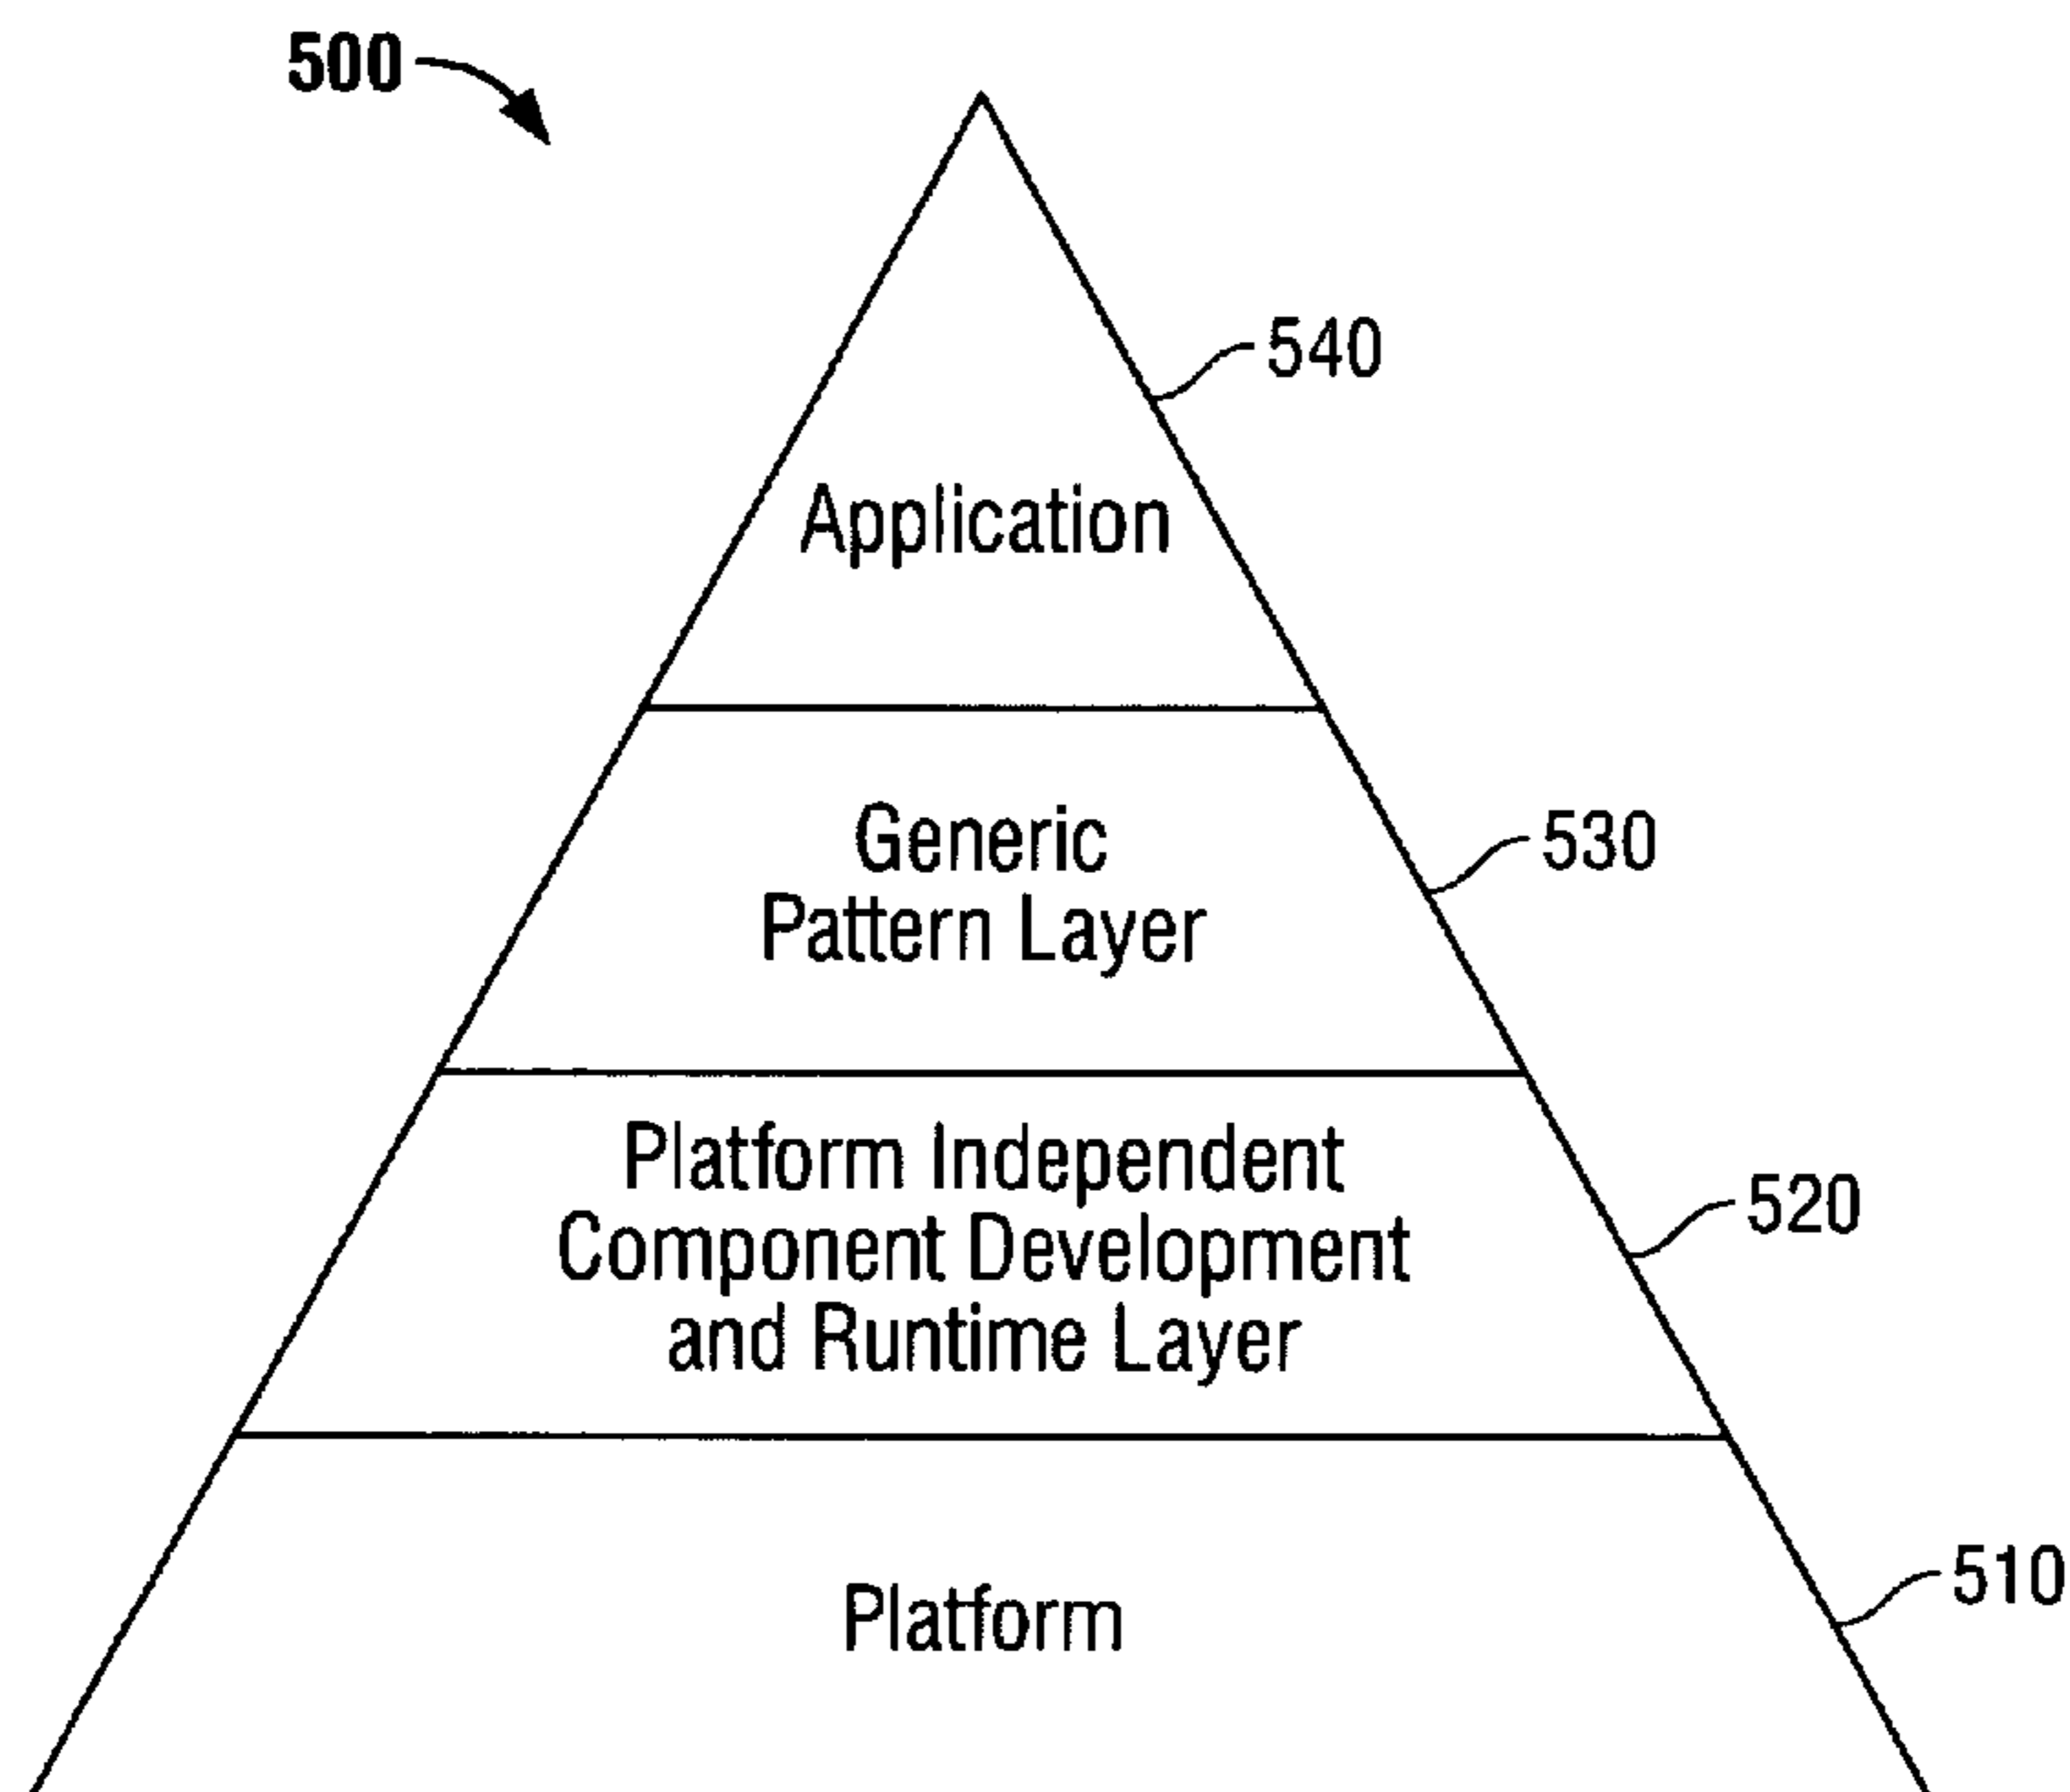 500
540
Application
Generic
530
Pattern Layer
Platform Independent
520
Component Development
and Runtime Layer
510
Platform